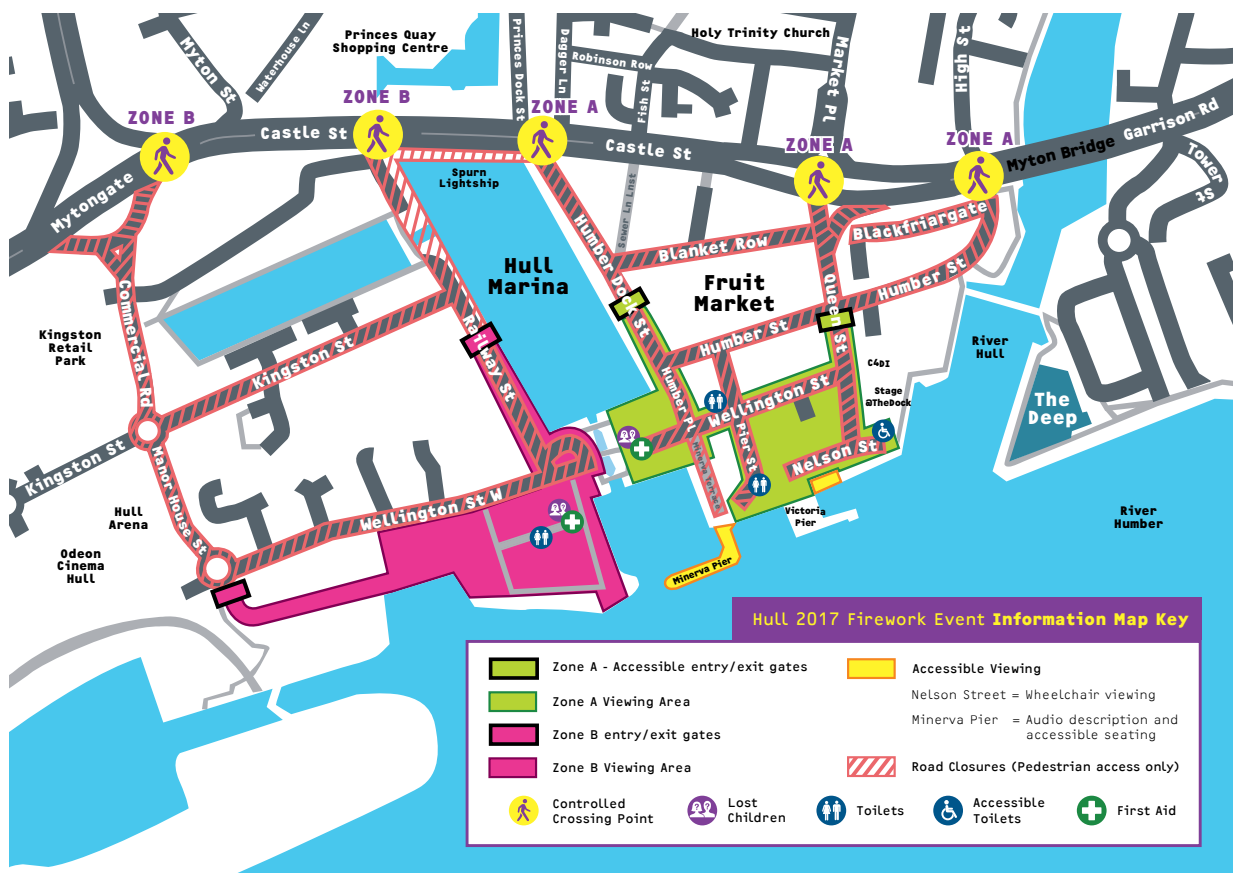 Princes Quay
Shopping Centre
Holy Trinity Church
Myton St
Waterhouse Ln
Princes Dock St
Dagger Ln
Robinson Row
Fish St
Market Pl
High St
ZONE B
ZONE B
ZONE A
ZONE A
ZONE A
Castle St
Castle St
Myton Bridge
Garrison Rd
Tower St
Mytongate
Spurn
Lightship
Sewer Ln
Humber Dock St
Blanket Row
Blackfriargate
Hull
Marina
Fruit
Market
Queen St
Humber St
Humber St
Commercial Rd
Kingston
Retail
Park
Railway St
Kingston St
Kingston St
C4DI
Stage
@TheDock
River
Hull
The
Deep
Humber Pl
Wellington St
Pier St
Minerva Terrace
Nelson St
Manor House St
Wellington St W
Hull
Arena
Odeon
Cinema
Hull
Victoria
Pier
River
Humber
Minerva Pier
Hull 2017 Firework Event Information Map Key
Zone A - Accessible entry/exit gates
Zone A Viewing Area
Zone B entry/exit gates
Zone B Viewing Area
Accessible Viewing
Nelson Street = Wheelchair viewing
Minerva Pier = Audio description and
accessible seating
Road Closures (Pedestrian access only)
Controlled
Crossing Point
Lost
Children
Toilets
Accessible
Toilets
First Aid